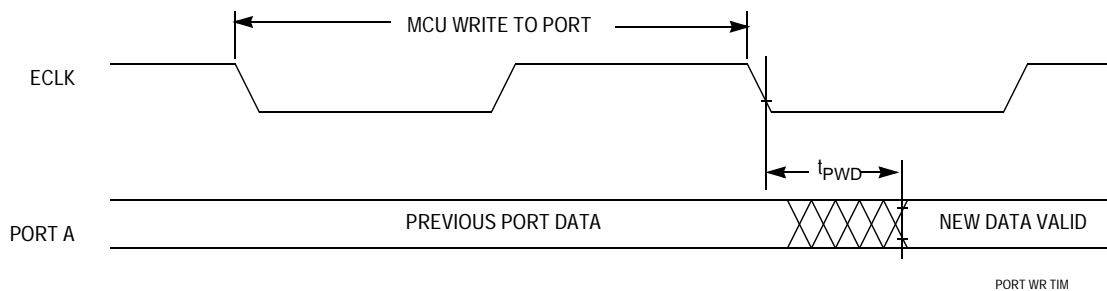 MCU WRITE TO PORT
ECLK
tPWD
PREVIOUS PORT DATA
NEW DATA VALID
PORT A
PORT WR TIM